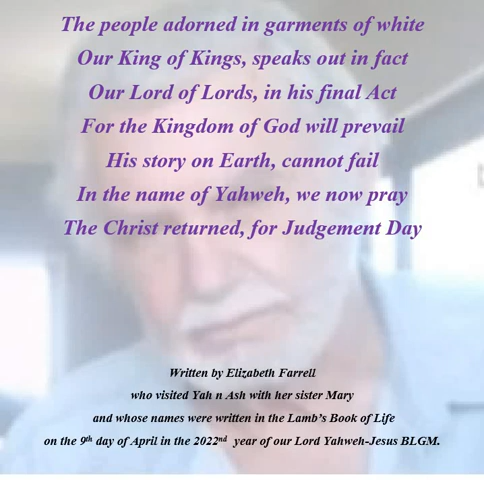 The people adorned in garments of white
Our King of Kings, speaks out in fact
Our Lord of Lords, in his final Act
For the Kingdom of God will prevail
His story on Earth, cannot fail
In the name of Yahweh, we now pray
The Christ returned, for Judgement Day
Written by Elizabeth Farrell
who visited Yah n Ash with her sister Mary
and whose names were written in the Lamb's Book of Life
on the 9th day of April in the 2022nd year of our Lord Yahweh-Jesus BLGM.